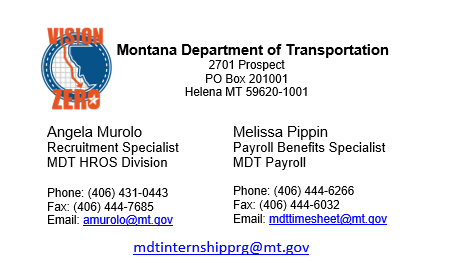 VISION
ZERO
Montana Department of Transportation
2701 Prospect
PO Box 201001
Helena MT 59620-1001
Angela Murolo
Recruitment Specialist
MDT HROS Division
Phone: (406) 431-0443
Fax: (406) 444-7685
Email: amurolo@mt.gov
Melissa Pippin
Payroll Benefits Specialist
MDT Payroll
Phone: (406) 444-6266
Fax: (406) 444-6032
Email: mdttimesheet@mt.gov
mdtinternshipprg@mt.gov